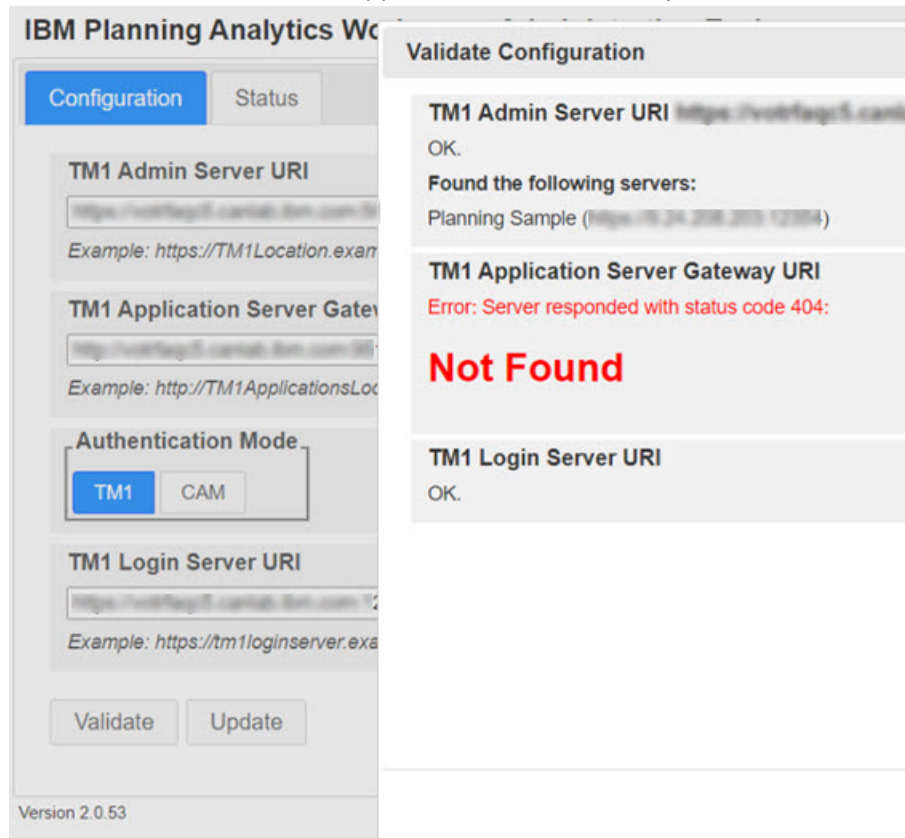 IBM Planning Analytics Wo
Configuration
Status
TM1 Admin Server URI
Example: https://TM1Location.exam
TM1 Application Server Gatew
Example: http://TM1ApplicationsLoc
Authentication Mode
TM1
CAM
TM1 Login Server URI
Example: https://tm1loginserver.exa
Validate
Update
Version 2.0.53
Validate Configuration
TM1 Admin Server URI
OK.
Found the following servers:
Planning Sample (
TM1 Application Server Gateway URI
Error: Server responded with status code 404:
Not Found
TM1 Login Server URI
OK.